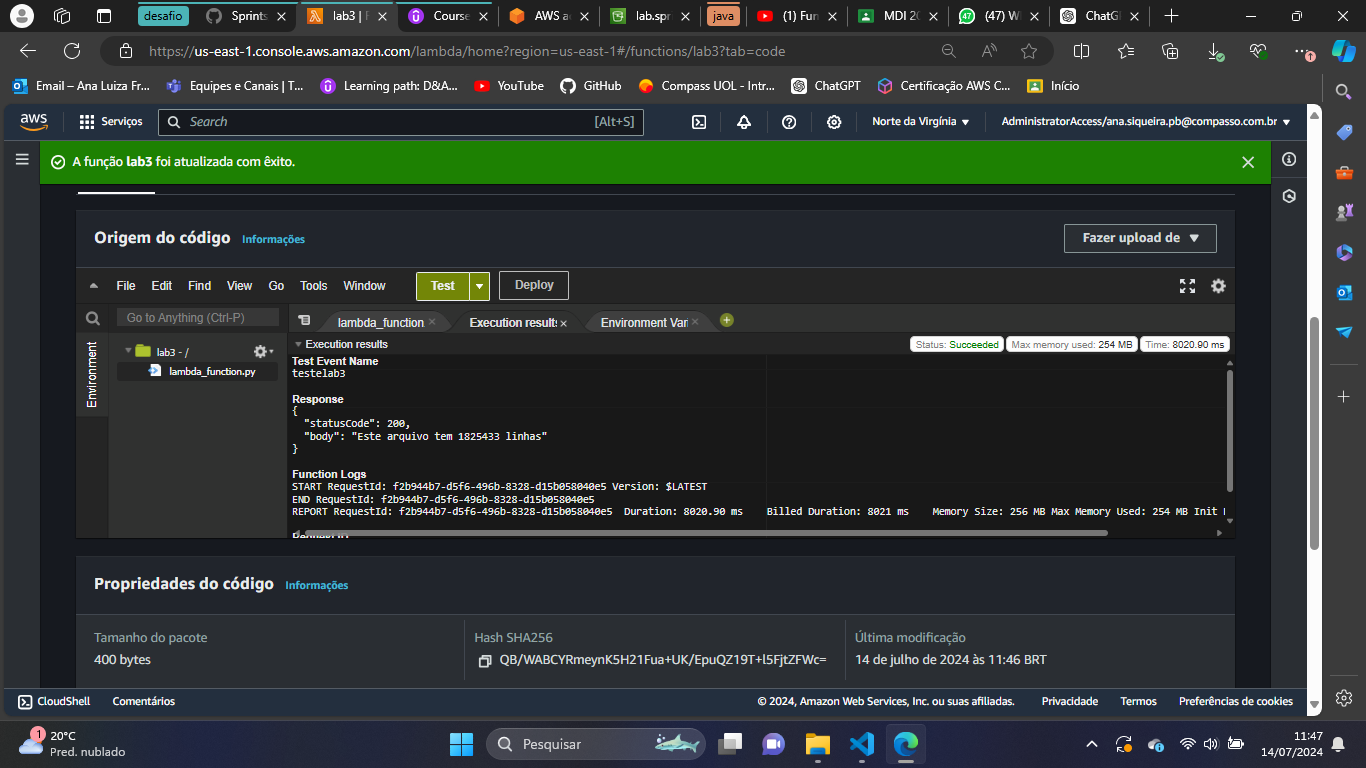 desafio
Sprints
lab3 | F
Course
AWS a
lab.spr
java
(1) Fur
MDI 20
(47) W
ChatG
https://us-east-1.console.aws.amazon.com/lambda/home?region=us-east-1#/functions/lab3?tab=code
Email – Ana Luiza Fr...
Equipes e Canais | T...
Learning path: D&A...
YouTube
GitHub
Compass UOL - Intr...
ChatGPT
Certificação AWS C...
Início
aws
Serviços
Search
[Alt+S]
Norte da Virgínia
AdministratorAccess/ana.siqueira.pb@compasso.com.br
A função lab3 foi atualizada com êxito.
Origem do código Informações
Fazer upload de
File Edit Find View Go Tools Window
Test
Deploy
Go to Anything (Ctrl-P)
lambda_function
Execution results
Environment Var
Environment
lab3 - /
lambda_function.py
Execution results
Status: Succeeded
Max memory used: 254 MB
Time: 8020.90 ms
Test Event Name
testelab3
Response
{
"statusCode": 200,
"body": "Este arquivo tem 1825433 linhas"
}
Function Logs
START RequestId: f2b944b7-d5f6-496b-8328-d15b058040e5 Version: $LATEST
END RequestId: f2b944b7-d5f6-496b-8328-d15b058040e5
REPORT RequestId: f2b944b7-d5f6-496b-8328-d15b058040e5 Duration: 8020.90 ms Billed Duration: 8021 ms Memory Size: 256 MB Max Memory Used: 254 MB Init
Propriedades do código Informações
Tamanho do pacote
400 bytes
Hash SHA256
QB/WABCYRmeynK5H21Fua+UK/EpuQZ19T+l5FjtZFWc=
Última modificação
14 de julho de 2024 às 11:46 BRT
CloudShell
Comentários
© 2024, Amazon Web Services, Inc. ou suas afiliadas.
Privacidade
Termos
Preferências de cookies
1
20°C
Pred. nublado
Pesquisar
11:47
14/07/2024